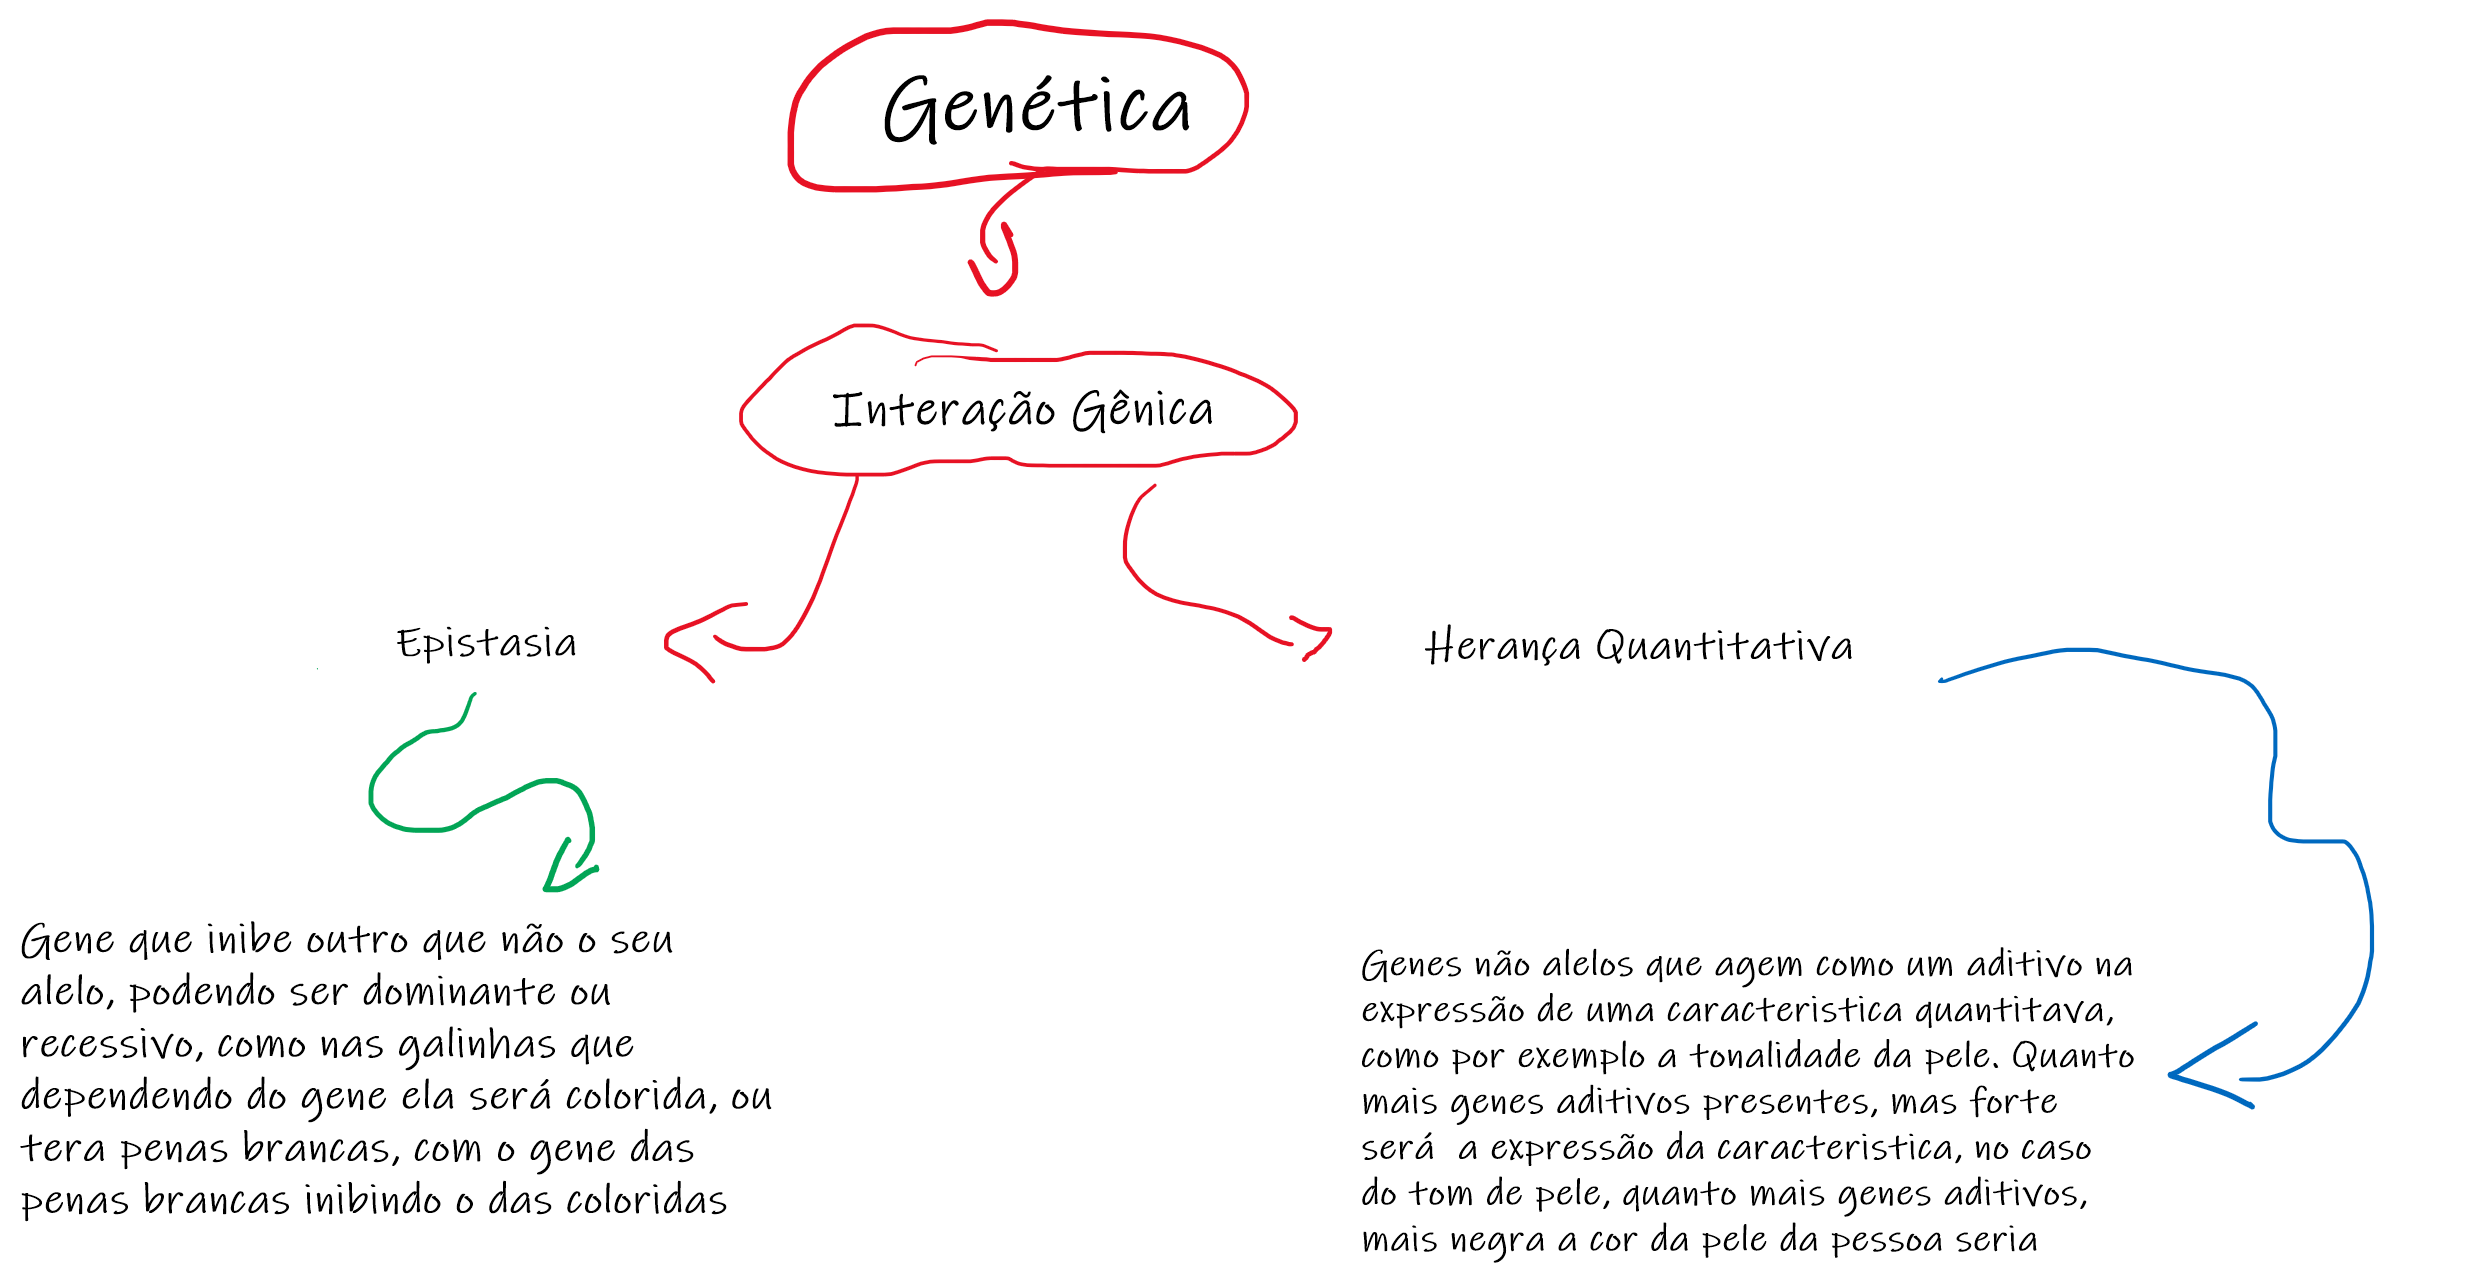 Genética
Interação Gênica
Epistasia
Herança Quantitativa
Gene que inibe outro que não o seu
alelo, podendo ser dominante ou
recessivo, como nas galinhas que
dependendo do gene ela será colorida, ou
tera penas brancas, com o gene das
penas brancas inibindo o das coloridas
Genes não alelos que agem como um aditivo na
expressão de uma caracteristica quantitava,
como por exemplo a tonalidade da pele. Quanto
mais genes aditivos presentes, mas forte
será  a expressão da caracteristica, no caso
do tom de pele, quanto mais genes aditivos,
mais negra a cor da pele da pessoa seria